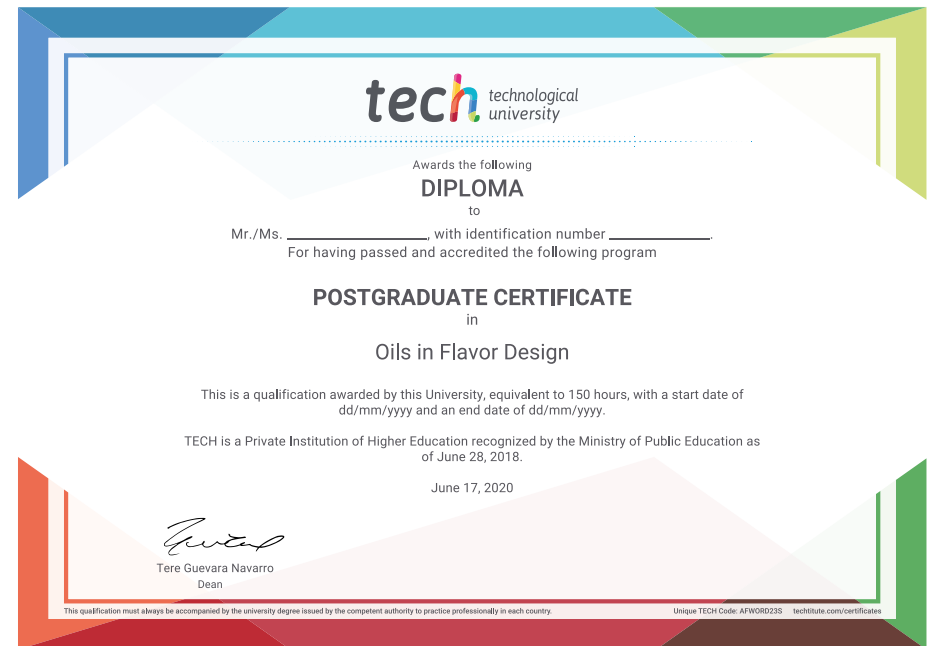 tech technological
university
Awards the following
DIPLOMA
to
Mr./Ms. ____________________, with identification number ______________.
For having passed and accredited the following program
POSTGRADUATE CERTIFICATE
in
Oils in Flavor Design
This is a qualification awarded by this University, equivalent to 150 hours, with a start date of
dd/mm/yyyy and an end date of dd/mm/yyyy.
TECH is a Private Institution of Higher Education recognized by the Ministry of Public Education as
of June 28, 2018.
June 17, 2020
Tere Guevara Navarro
Dean
This qualification must always be accompanied by the university degree issued by the competent authority to practice professionally in each country.
Unique TECH Code: AFWORD23S techtitute.com/certificates